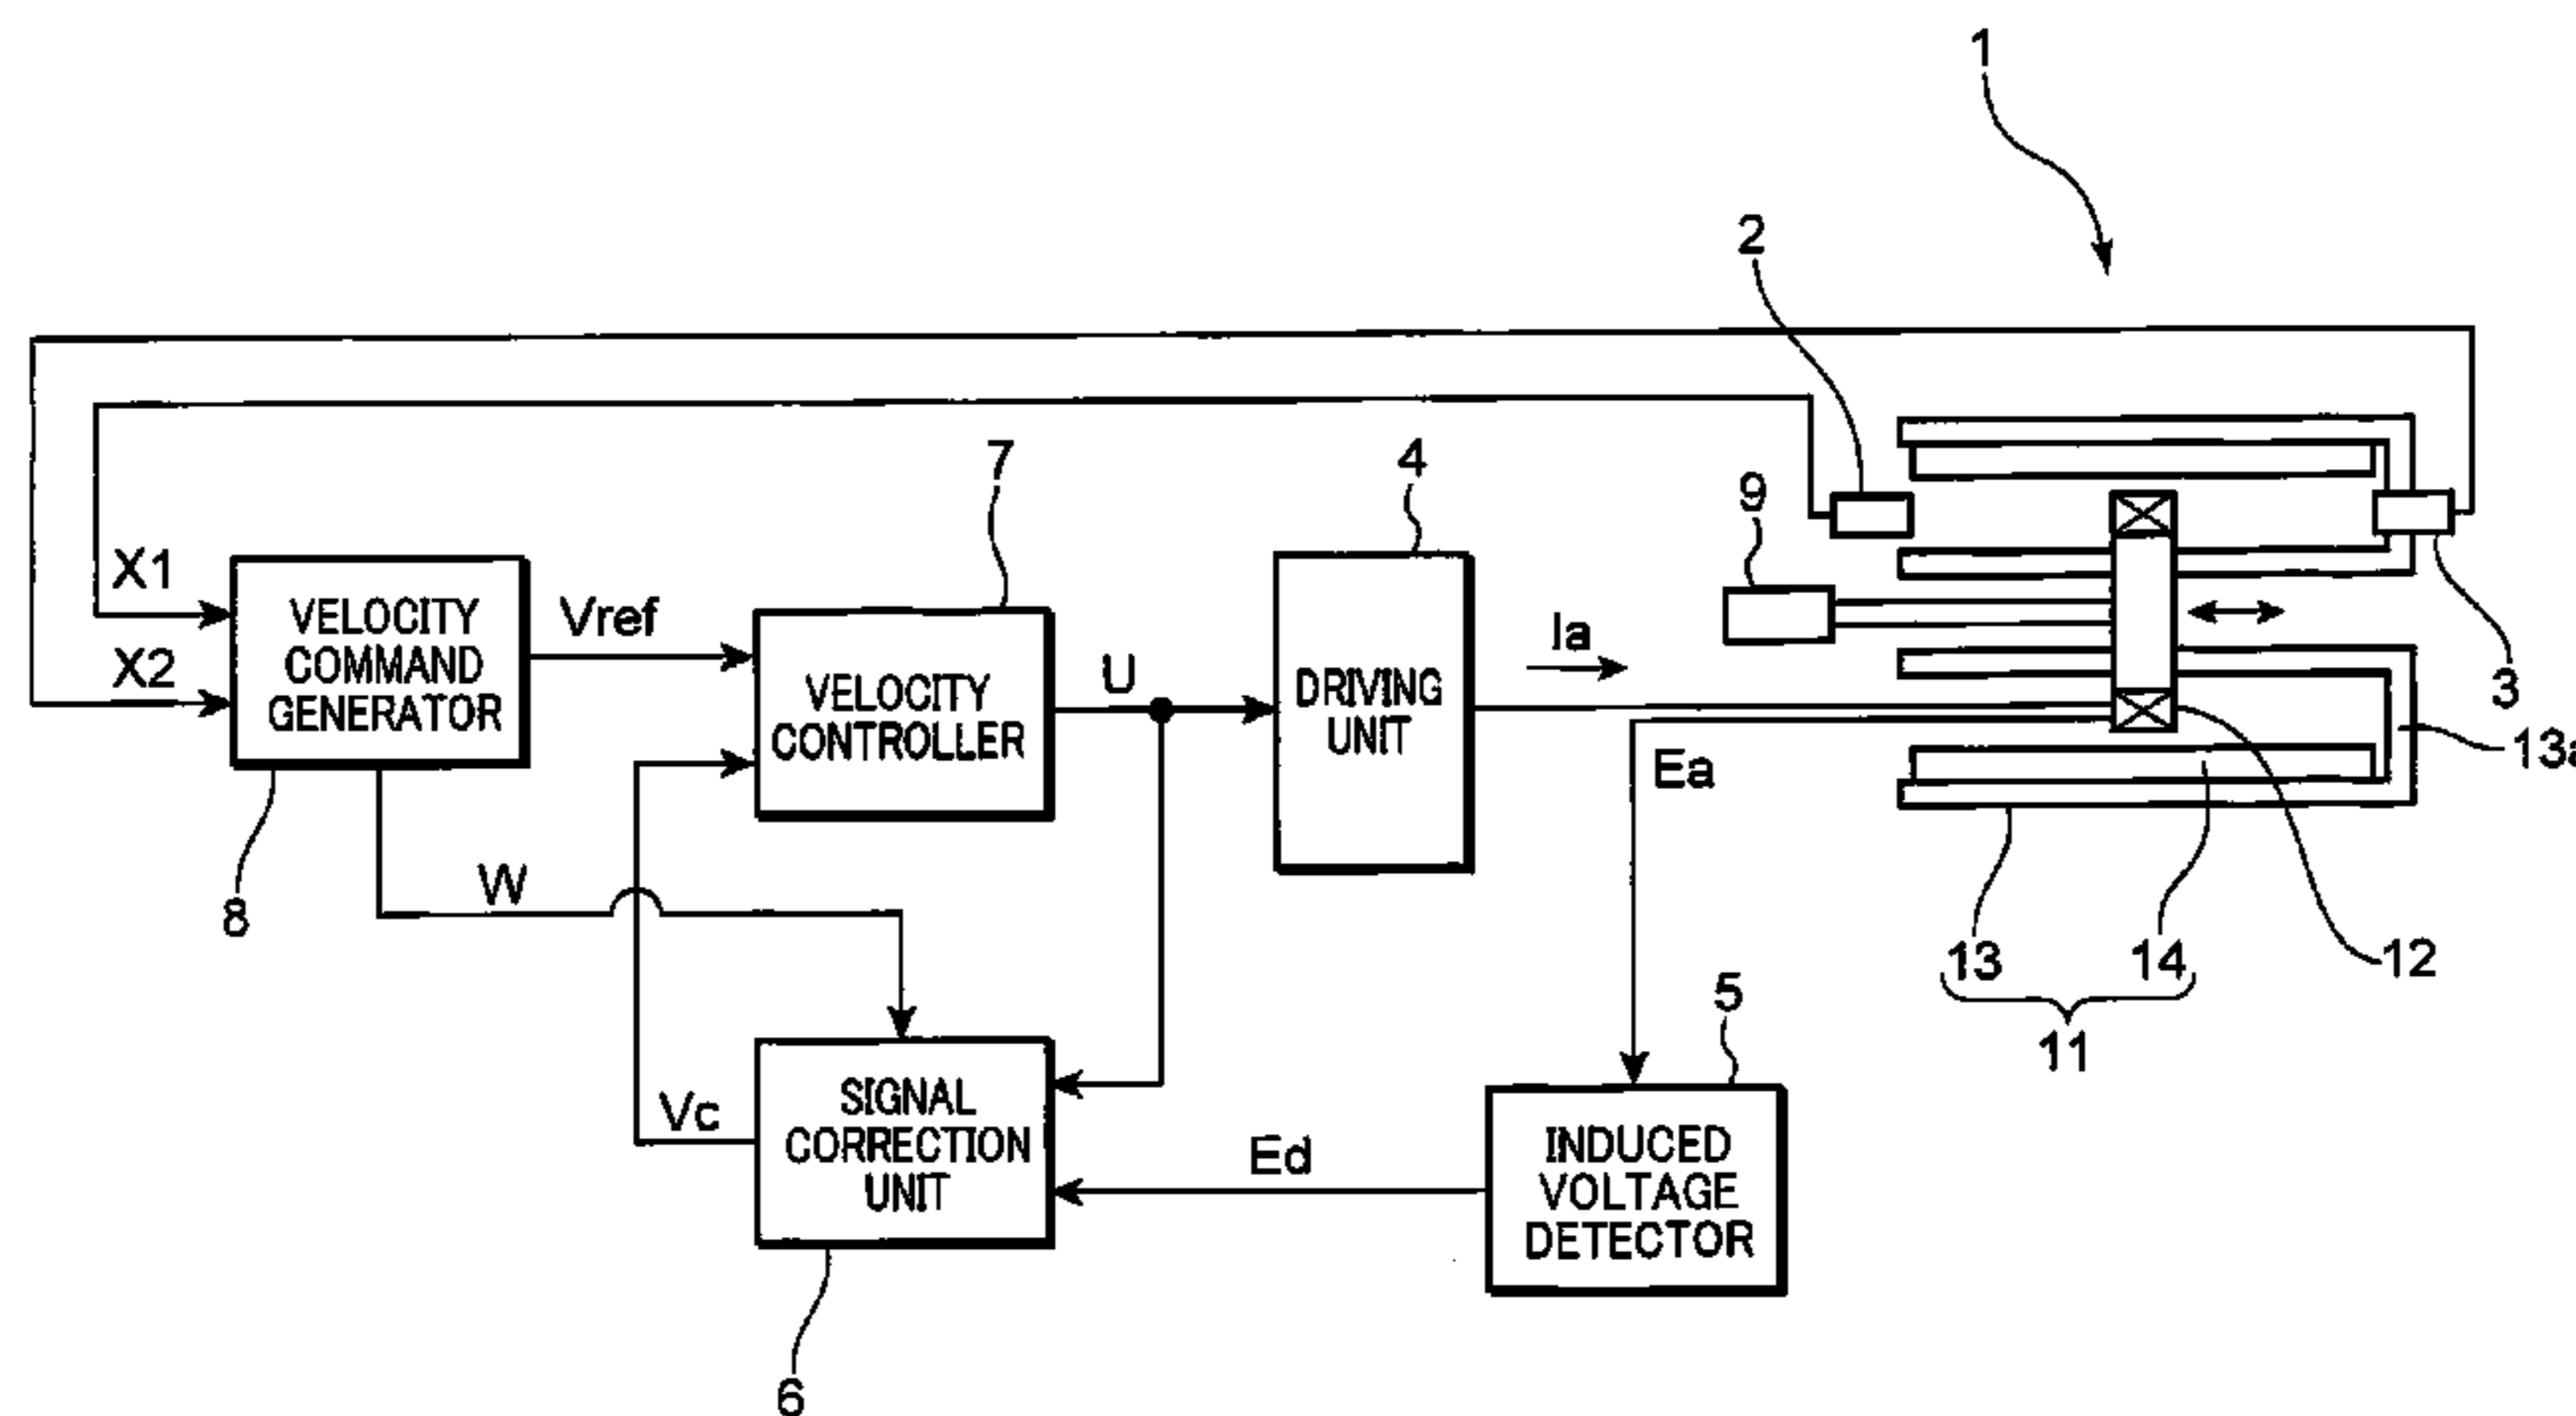 1
2
7
4
9
X1
VELOCITY
COMMAND
GENERATOR
X2
Vref
VELOCITY
CONTROLLER
U
DRIVING
UNIT
Ia
3
13a
Ea
8
W
13
14
12
11
5
SIGNAL
CORRECTION
UNIT
Vc
Ed
INDUCED
VOLTAGE
DETECTOR
6